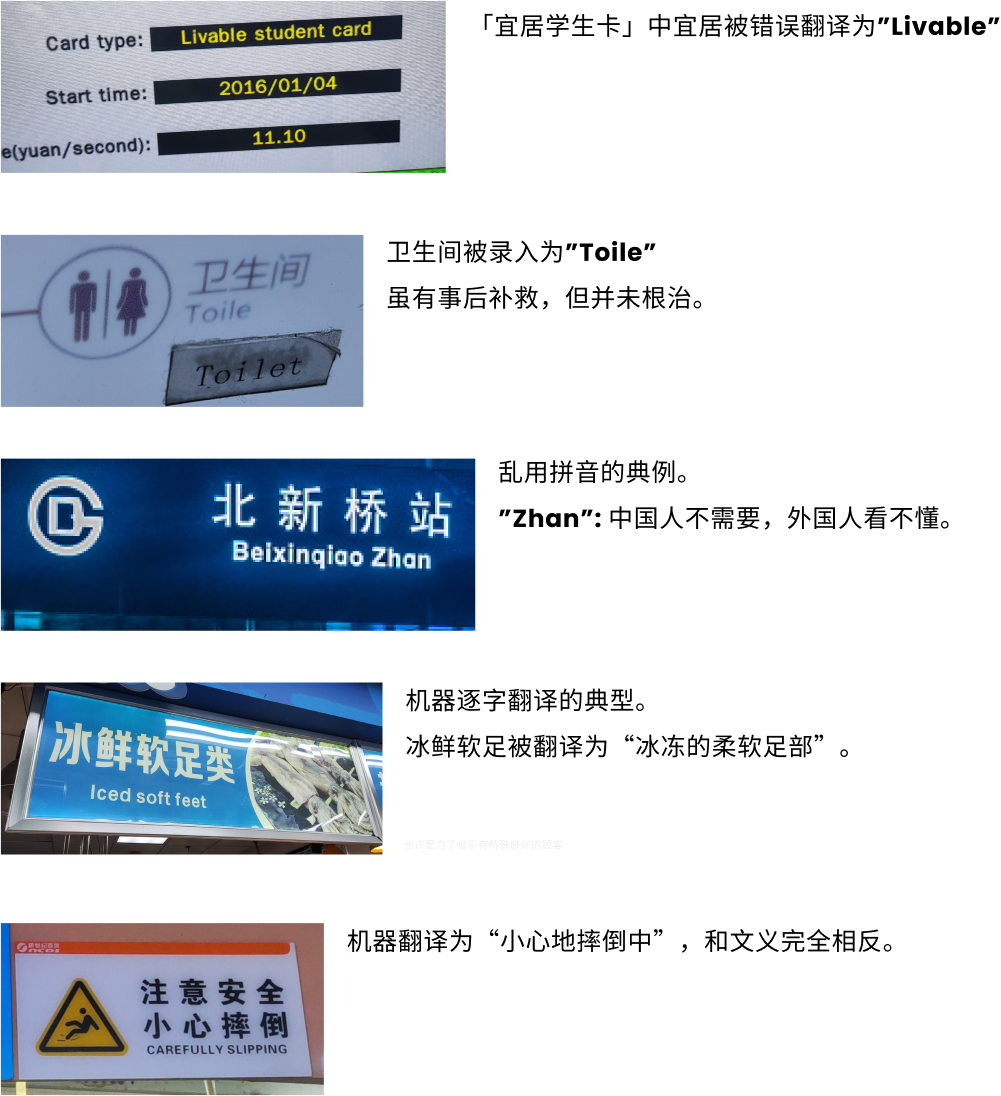 Card type: Livable student card
「宜居学生卡」中宜居被错误翻译为”Livable”
Start time: 2016/01/04
e(yuan/second): 11.10
卫生间
Toile
Toilet
卫生间被录入为”Toile”
虽有事后补救，但并未根治。
北新桥站
Beixinqiao Zhan
乱用拼音的典例。
”Zhan”: 中国人不需要，外国人看不懂。
冰鲜软足类
Iced soft feet
机器逐字翻译的典型。
冰鲜软足被翻译为“冰冻的柔软足部”。
也许是为了吸引有特殊癖好的顾客
注意安全
小心摔倒
CAREFULLY SLIPPING
机器翻译为“小心地摔倒中”，和文义完全相反。